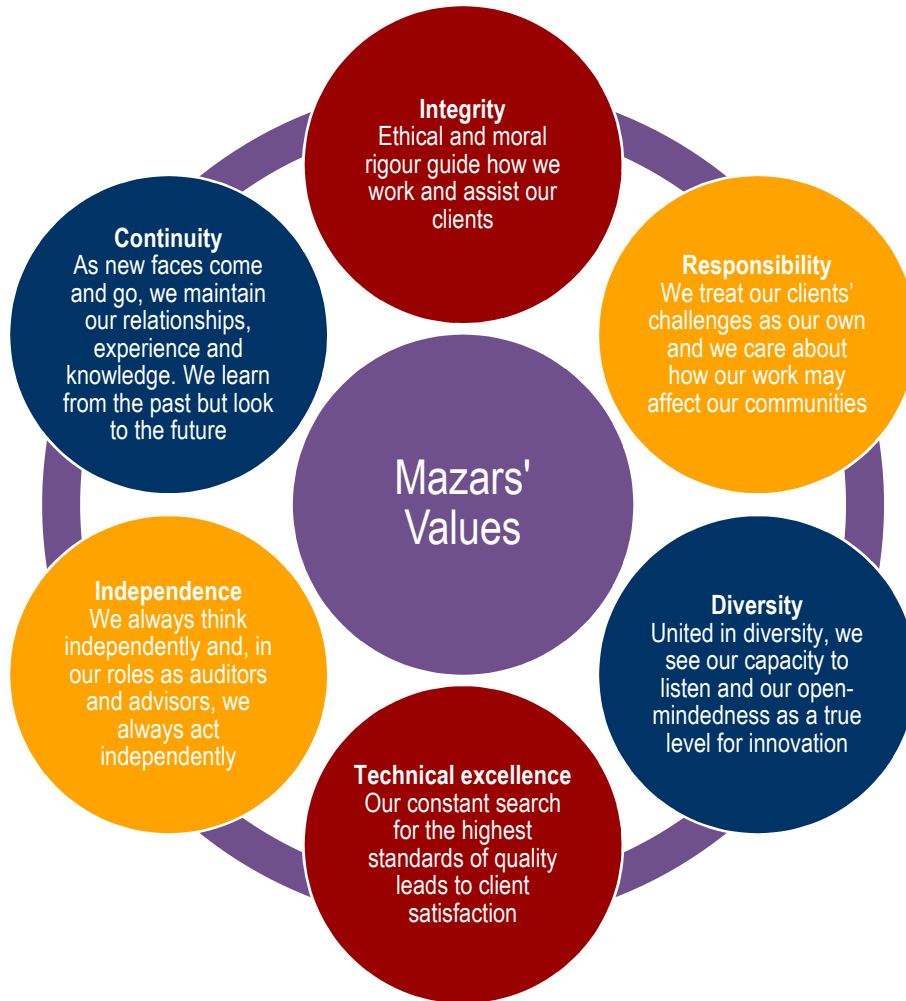 Integrity
Ethical and moral
rigour guide how we
work and assist our
clients
Responsibility
We treat our clients’
challenges as our own
and we care about
how our work may
affect our communities
Diversity
United in diversity, we
see our capacity to
listen and our open-
mindedness as a true
level for innovation
Technical excellence
Our constant search
for the highest
standards of quality
leads to client
satisfaction
Independence
We always think
independently and, in
our roles as auditors
and advisors, we
always act
independently
Continuity
As new faces come
and go, we maintain
our relationships,
experience and
knowledge. We learn
from the past but look
to the future
Mazars'
Values